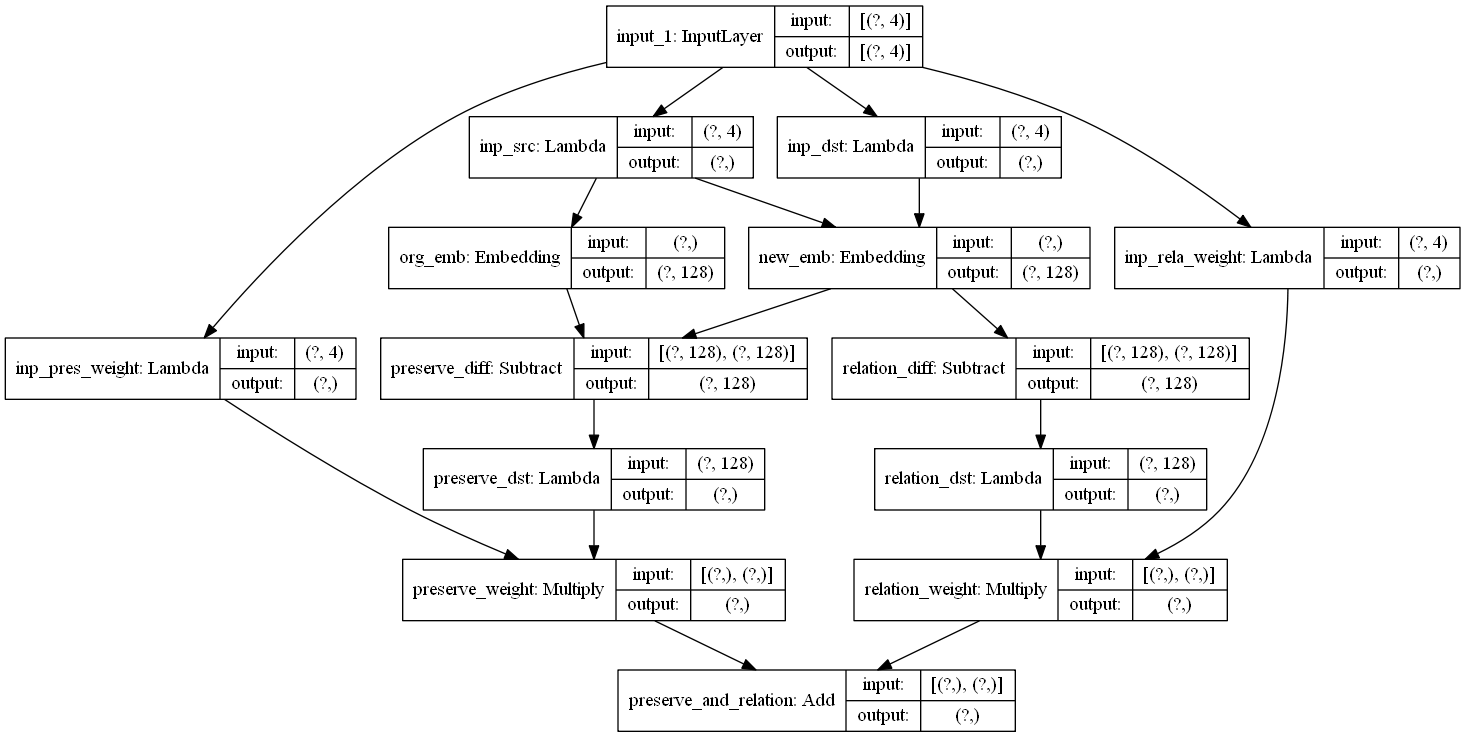 input_1: InputLayer
input: [(?, 4)]
output: [(?, 4)]
inp_src: Lambda
input: (?, 4)
output: (?,)
inp_dst: Lambda
input: (?, 4)
output: (?,)
org_emb: Embedding
input: (?,)
output: (?, 128)
new_emb: Embedding
input: (?,)
output: (?, 128)
inp_rela_weight: Lambda
input: (?, 4)
output: (?,)
inp_pres_weight: Lambda
input: (?, 4)
output: (?,)
preserve_diff: Subtract
input: [(?, 128), (?, 128)]
output: (?, 128)
relation_diff: Subtract
input: [(?, 128), (?, 128)]
output: (?, 128)
preserve_dst: Lambda
input: (?, 128)
output: (?,)
relation_dst: Lambda
input: (?, 128)
output: (?,)
preserve_weight: Multiply
input: [(?,), (?,)]
output: (?,)
relation_weight: Multiply
input: [(?,), (?,)]
output: (?,)
preserve_and_relation: Add
input: [(?,), (?,)]
output: (?,)